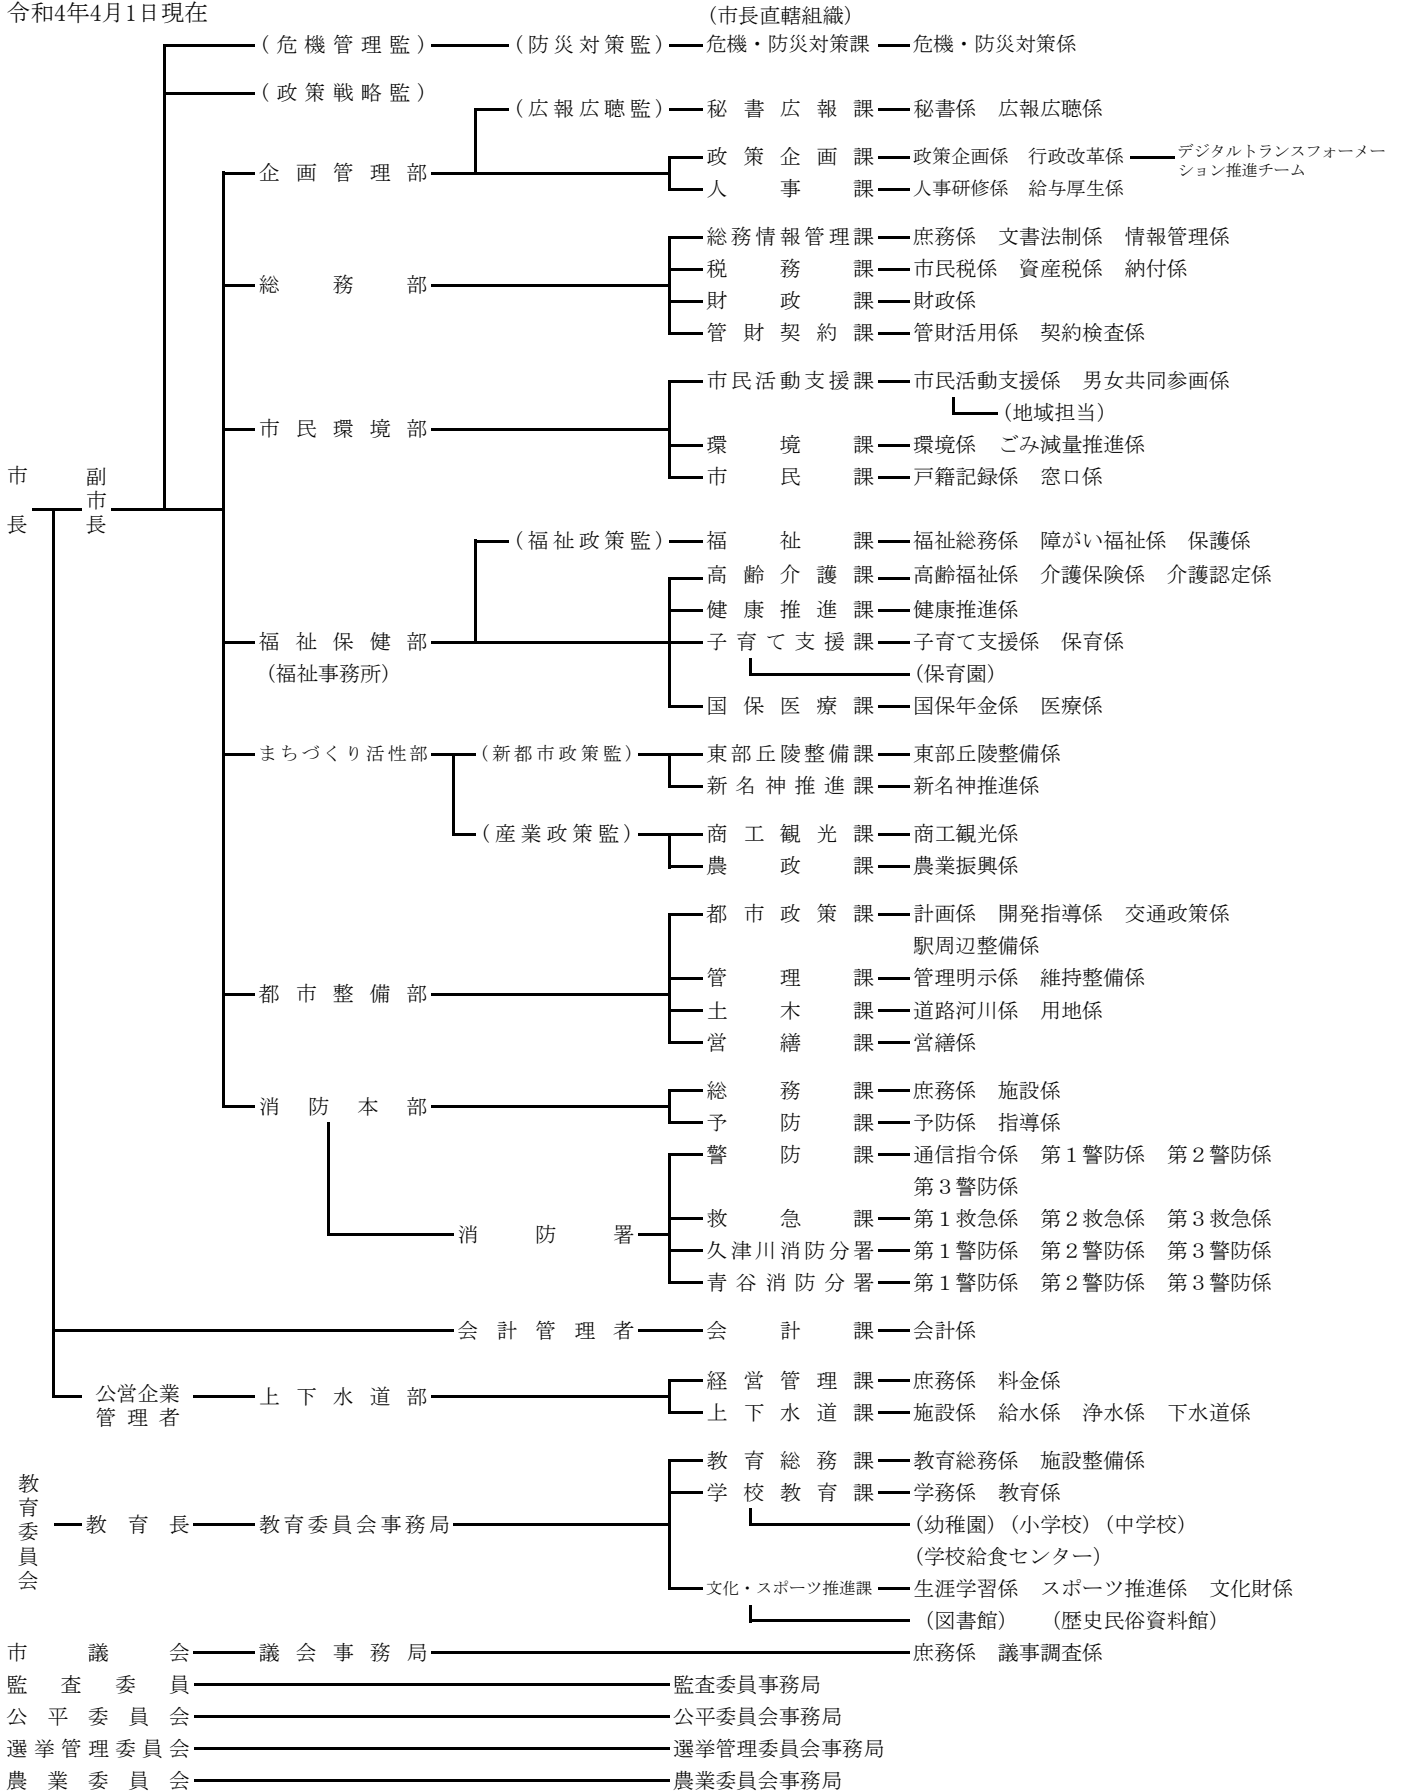 令和4年4月1日現在
(市長直轄組織)
(危機管理監) (防災対策監) 危機・防災対策課 危機・防災対策係
(政策戦略監)
(広報広聴監) 秘書広報課 秘書係 広報広聴係
企画管理部 政策企画課 政策企画係 行政改革係 デジタルトランスフォーメー
ション推進チーム
人事課 人事研修係 給与厚生係
総務情報管理課 庶務係 文書法制係 情報管理係
税務課 市民税係 資産税係 納付係
総務部
財政課 財政係
管財契約課 管財活用係 契約検査係
市民活動支援課 市民活動支援係 男女共同参画係
(地域担当)
市民環境部
環境課 環境係 ごみ減量推進係
市民課 戸籍記録係 窓口係
市長 副市長
(福祉政策監) 福祉課 福祉総務係 障がい福祉係 保護係
高齢介護課 高齢福祉係 介護保険係 介護認定係
健康推進課 健康推進係
福祉保健部 子育て支援課 子育て支援係 保育係
(福祉事務所) (保育園)
国保医療課 国保年金係 医療係
まちづくり活性部 (新都市政策監) 東部丘陵整備課 東部丘陵整備係
新名神推進課 新名神推進係
(産業政策監) 商工観光課 商工観光係
農政課 農業振興係
都市政策課 計画係 開発指導係 交通政策係
駅周辺整備係
管理課 管理明示係 維持整備係
都市整備部
土木課 道路河川係 用地係
営繕課 営繕係
総務課 庶務係 施設係
消防本部
予防課 予防係 指導係
警防課 通信指令係 第１警防係 第２警防係
第３警防係
救急課 第１救急係 第２救急係 第３救急係
消防署
久津川消防分署 第１警防係 第２警防係 第３警防係
青谷消防分署 第１警防係 第２警防係 第３警防係
会計管理者 会計課 会計係
経営管理課 庶務係 料金係
公営企業
管理者 上下水道部
上下水道課 施設係 給水係 浄水係 下水道係
教育総務課 教育総務係 施設整備係
学校教育課 学務係 教育係
教育委員会 教育長 教育委員会事務局 (幼稚園) (小学校) (中学校)
(学校給食センター)
文化・スポーツ推進課 生涯学習係 スポーツ推進係 文化財係
(図書館) (歴史民俗資料館)
市議会 議会事務局 庶務係 議事調査係
監査委員 監査委員事務局
公平委員会 公平委員会事務局
選挙管理委員会 選挙管理委員会事務局
農業委員会 農業委員会事務局